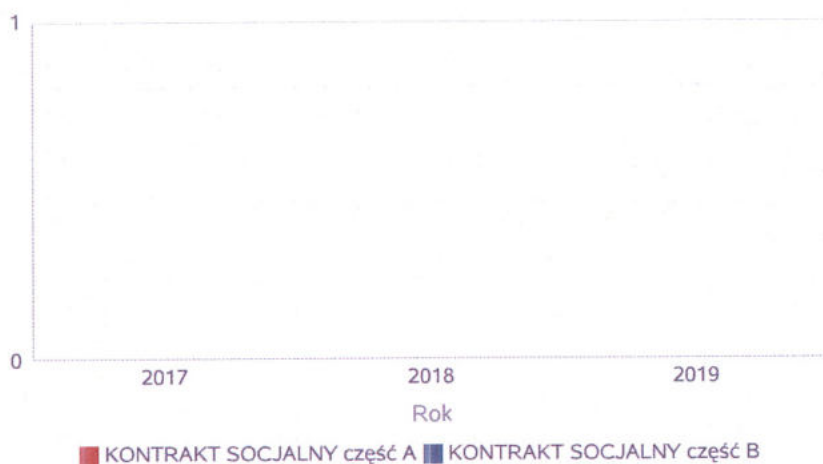 1
0
2017 2018 2019
Rok
KONTRAKT SOCJALNY część A KONTRAKT SOCJALNY część B